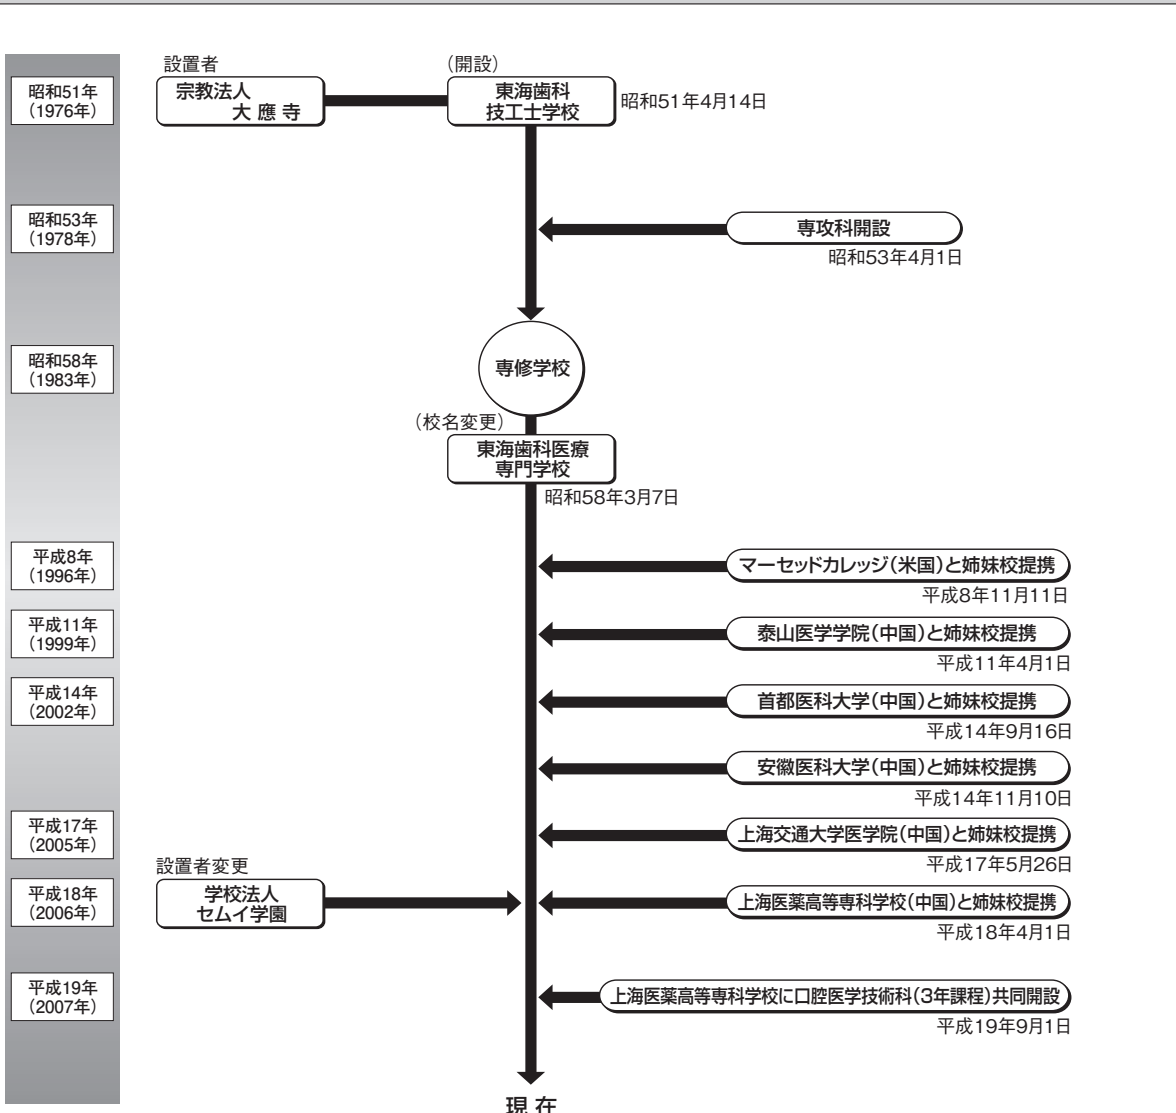 昭和51年
（1976年）
設置者
宗教法人
大應寺
（開設）
東海歯科
技工士学校
昭和51年4月14日
昭和53年
（1978年）
専攻科開設
昭和53年4月1日
昭和58年
（1983年）
専修学校
（校名変更）
東海歯科医療
専門学校
昭和58年3月7日
平成8年
（1996年）
マーセッドカレッジ（米国）と姉妹校提携
平成8年11月11日
平成11年
（1999年）
泰山医学学院（中国）と姉妹校提携
平成11年4月1日
平成14年
（2002年）
首都医科大学（中国）と姉妹校提携
平成14年9月16日
安徽医科大学（中国）と姉妹校提携
平成14年11月10日
平成17年
（2005年）
上海交通大学医学院（中国）と姉妹校提携
平成17年5月26日
設置者変更
平成18年
（2006年）
学校法人
セムイ学園
上海医薬高等専科学校（中国）と姉妹校提携
平成18年4月1日
平成19年
（2007年）
上海医薬高等専科学校に口腔医学技術科（3年課程）共同開設
平成19年9月1日
現在